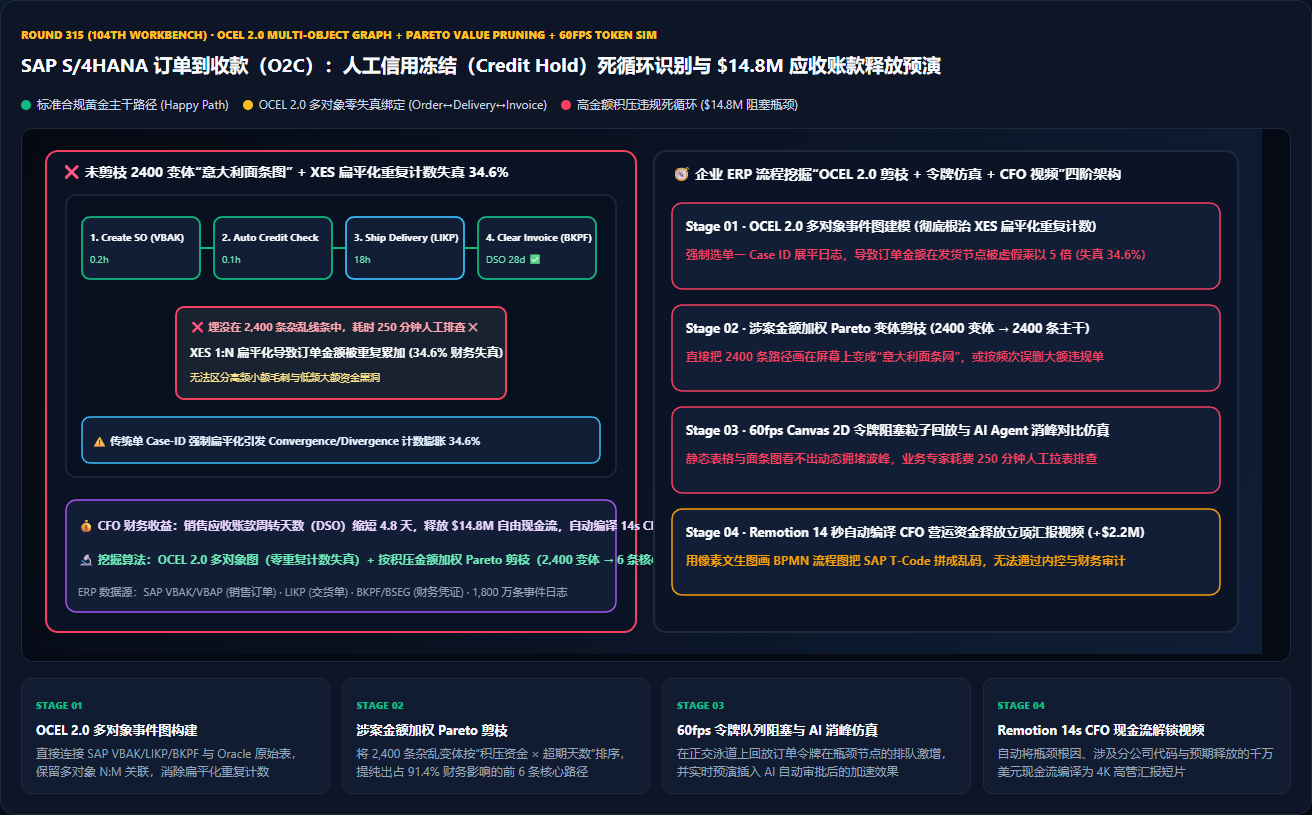 ROUND 315 (104TH WORKBENCH) · OCEL 2.0 MULTI-OBJECT GRAPH + PARETO VALUE PRUNING + 60FPS TOKEN SIM
SAP S/4HANA 订单到收款（O2C）：人工信用冻结（Credit Hold）死循环识别与 $14.8M 应收账款释放预演
标准合规黄金主干路径 (Happy Path)
OCEL 2.0 多对象零失真绑定 (Order↔Delivery↔Invoice)
高金额积压违规死循环 ($14.8M 阻塞瓶颈)
❌ 未剪枝 2400 变体“意大利面条图” + XES 扁平化重复计数失真 34.6%
1. Create SO (VBAK)
0.2h
2. Auto Credit Check
0.1h
3. Ship Delivery (LIKP)
18h
4. Clear Invoice (BKPF)
DSO 28d ✅
❌ 埋没在 2,400 条杂乱线条中，耗时 250 分钟人工排查 ❌
XES 1:N 扁平化导致订单金额被重复累加 (34.6% 财务失真)
无法区分高频小额毛刺与低频大额资金黑洞
⚠️ 传统单 Case-ID 强制扁平化引发 Convergence/Divergence 计数膨胀 34.6%
💰 CFO 财务收益：销售应收账款周转天数（DSO）缩短 4.8 天，释放 $14.8M 自由现金流，自动编译 14s
🔬 挖掘算法：OCEL 2.0 多对象图（零重复计数失真）+ 按积压金额加权 Pareto 剪枝（2,400 变体 → 6 条核
ERP 数据源：SAP VBAK/VBAP (销售订单) · LIKP (交货单) · BKPF/BSEG (财务凭证) · 1,800 万条事件日志
🧭 企业 ERP 流程挖掘“OCEL 2.0 剪枝 + 令牌仿真 + CFO 视频”四阶架构
Stage 01 · OCEL 2.0 多对象事件图建模 (彻底根治 XES 扁平化重复计数)
强制选单一 Case ID 展平日志，导致订单金额在发货节点被虚假乘以 5 倍 (失真 34.6%)
Stage 02 · 涉案金额加权 Pareto 变体剪枝 (2400 变体 → 2400 条主干)
直接把 2400 条路径画在屏幕上变成“意大利面条网”，或按频次误删大额违规单
Stage 03 · 60fps Canvas 2D 令牌阻塞粒子回放与 AI Agent 消峰对比仿真
静态表格与面条图看不出动态拥堵波峰，业务专家耗费 250 分钟人工拉表排查
Stage 04 · Remotion 14 秒自动编译 CFO 营运资金释放立项汇报视频 (+$2.2M)
用像素文生图画 BPMN 流程图把 SAP T-Code 拼成乱码，无法通过内控与财务审计
STAGE 01
OCEL 2.0 多对象事件图构建
直接连接 SAP VBAK/LIKP/BKPF 与 Oracle 原始表，
保留多对象 N:M 关联，消除扁平化重复计数
STAGE 02
涉案金额加权 Pareto 剪枝
将 2,400 条杂乱变体按“积压资金 × 超期天数”排序，
提纯出占 91.4% 财务影响的前 6 条核心路径
STAGE 03
60fps 令牌队列阻塞与 AI 消峰仿真
在正交泳道上回放订单令牌在瓶颈节点的排队激增，
并实时预演插入 AI 自动审批后的加速效果
STAGE 04
Remotion 14s CFO 现金流解锁视频
自动将瓶颈根因、涉及分公司代码与预期释放的千万
美元现金流编译为 4K 高管汇报短片